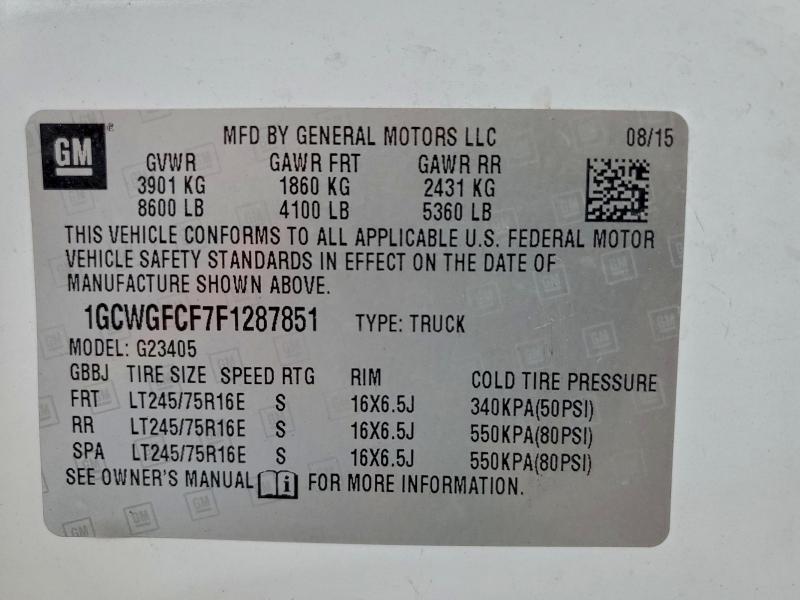 GM
MFD BY GENERAL MOTORS LLC 08/15
GVWR GAWR FRT GAWR RR
3901 KG 1860 KG 2431 KG
8600 LB 4100 LB 5360 LB
THIS VEHICLE CONFORMS TO ALL APPLICABLE U.S. FEDERAL MOTOR
VEHICLE SAFETY STANDARDS IN EFFECT ON THE DATE OF
MANUFACTURE SHOWN ABOVE.
1GCWGFCF7F1287851 TYPE: TRUCK
MODEL: G23405
GBBJ TIRE SIZE SPEED RTG RIM COLD TIRE PRESSURE
FRT LT245/75R16E S 16X6.5J 340KPA(50PSI)
RR LT245/75R16E S 16X6.5J 550KPA(80PSI)
SPA LT245/75R16E S 16X6.5J 550KPA(80PSI)
SEE OWNER'S MANUAL i FOR MORE INFORMATION.